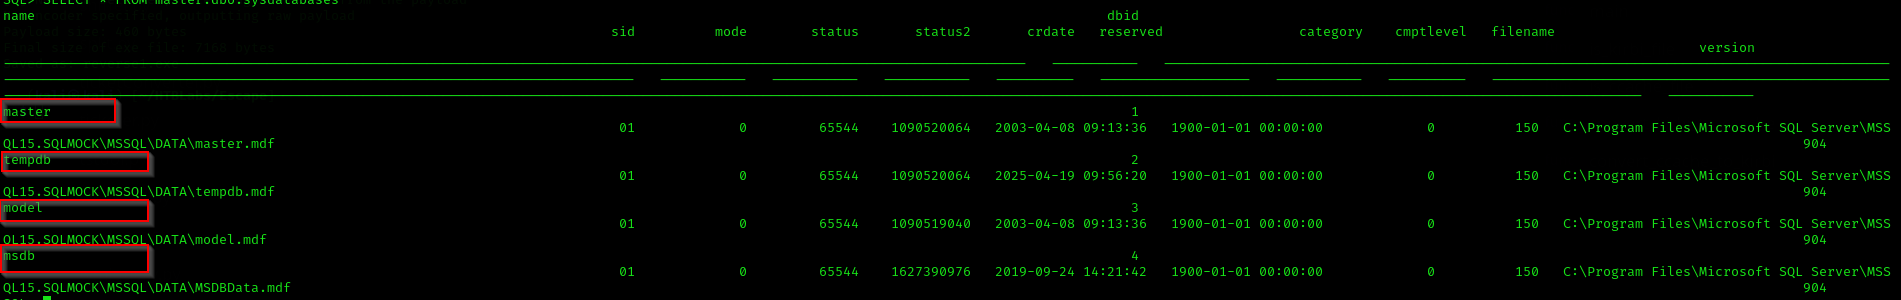 SQL> SELECT * FROM master.dbo.sysdatabases
name dbid
sid mode status status2 crdate reserved category cmptlevel filename
version
master 1
01 0 65544 1090520064 2003-04-08 09:13:36 1900-01-01 00:00:00 0 150 C:\Program Files\Microsoft SQL Server\MSS
QL15.SQLMOCK\MSSQL\DATA\master.mdf 904
tempdb 2
01 0 65544 1090520064 2025-04-19 09:56:20 1900-01-01 00:00:00 0 150 C:\Program Files\Microsoft SQL Server\MSS
QL15.SQLMOCK\MSSQL\DATA\tempdb.mdf 904
model 3
01 0 65544 1090519040 2003-04-08 09:13:36 1900-01-01 00:00:00 0 150 C:\Program Files\Microsoft SQL Server\MSS
QL15.SQLMOCK\MSSQL\DATA\model.mdf 904
msdb 4
01 0 65544 1627390976 2019-09-24 14:21:42 1900-01-01 00:00:00 0 150 C:\Program Files\Microsoft SQL Server\MSS
QL15.SQLMOCK\MSSQL\DATA\MSDBData.mdf 904